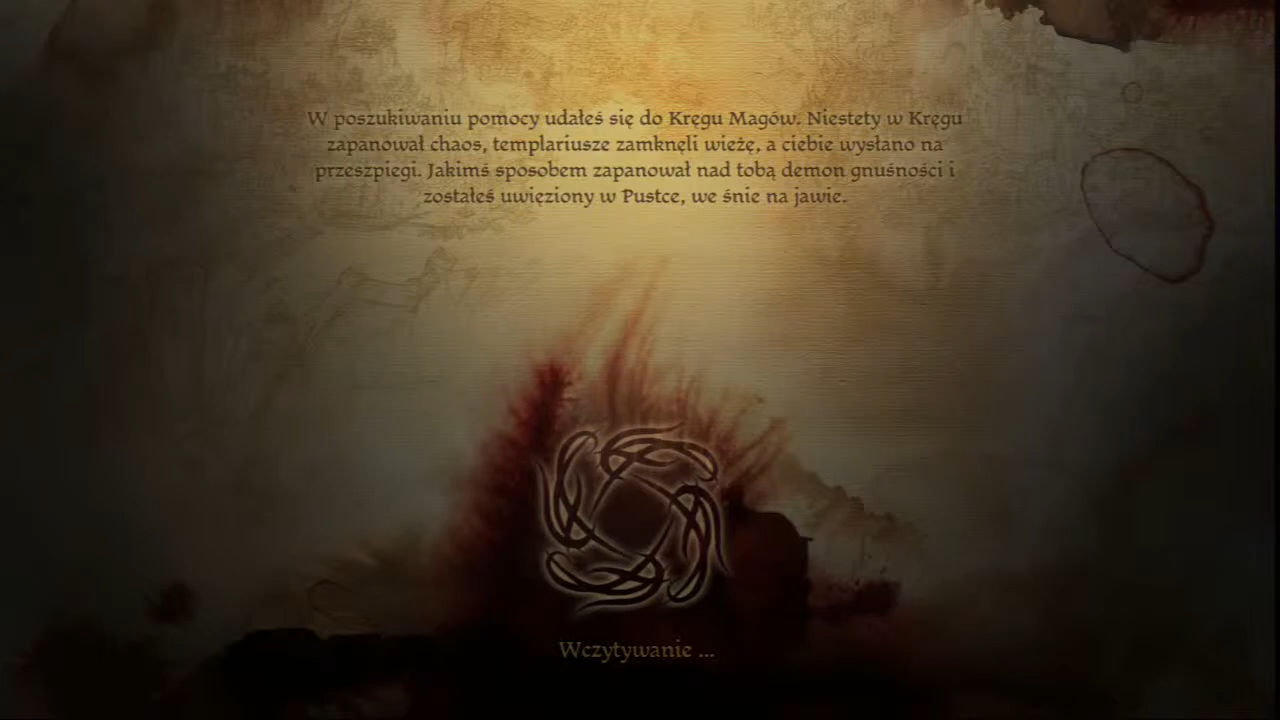 W poszukiwaniu pomocy udałeś się do Kręgu Magów. Niestety w Kręgu
zapanował chaos, templariusze zamknęli wieżę, a ciebie wysłano na
przeszpiegi. Jakimś sposobem zapanował nad tobą demon gnuśności i
zostałeś uwięziony w Pustce, we śnie na jawie.
Wczytywanie ...